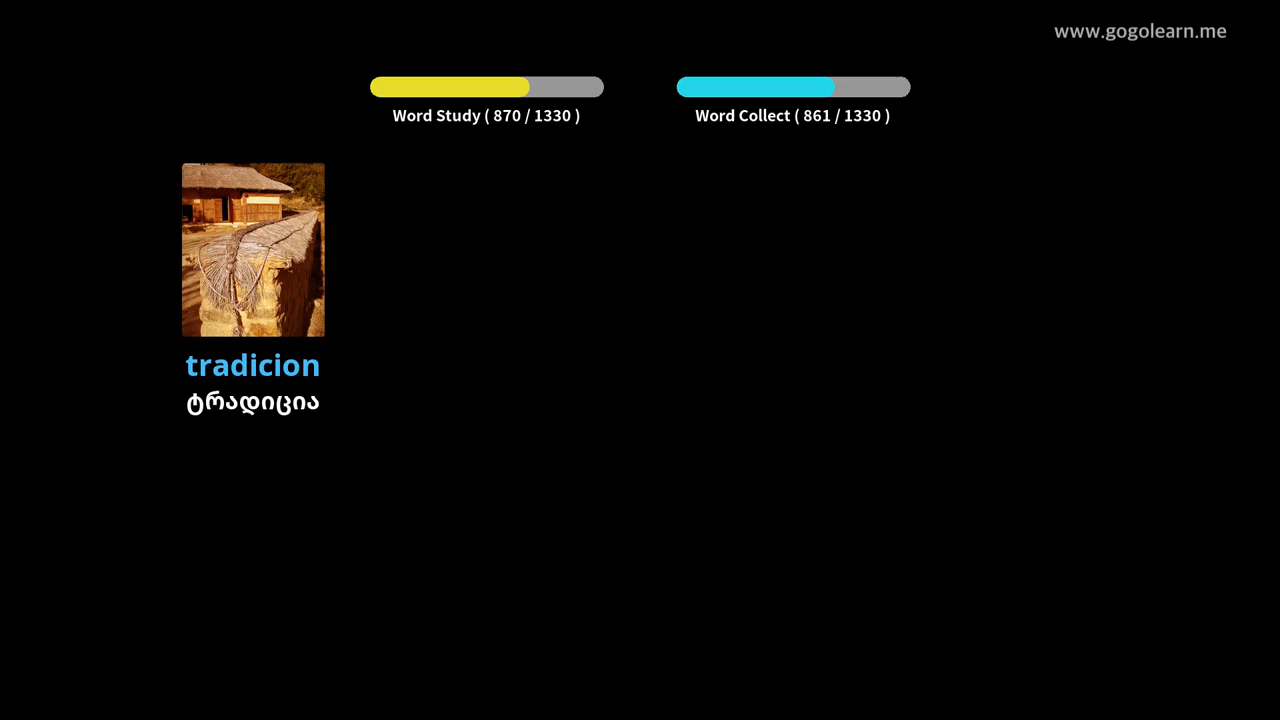 www.gogolearn.me
Word Study ( 870 / 1330 )
Word Collect ( 861 / 1330 )
tradicion
ტრადიცია